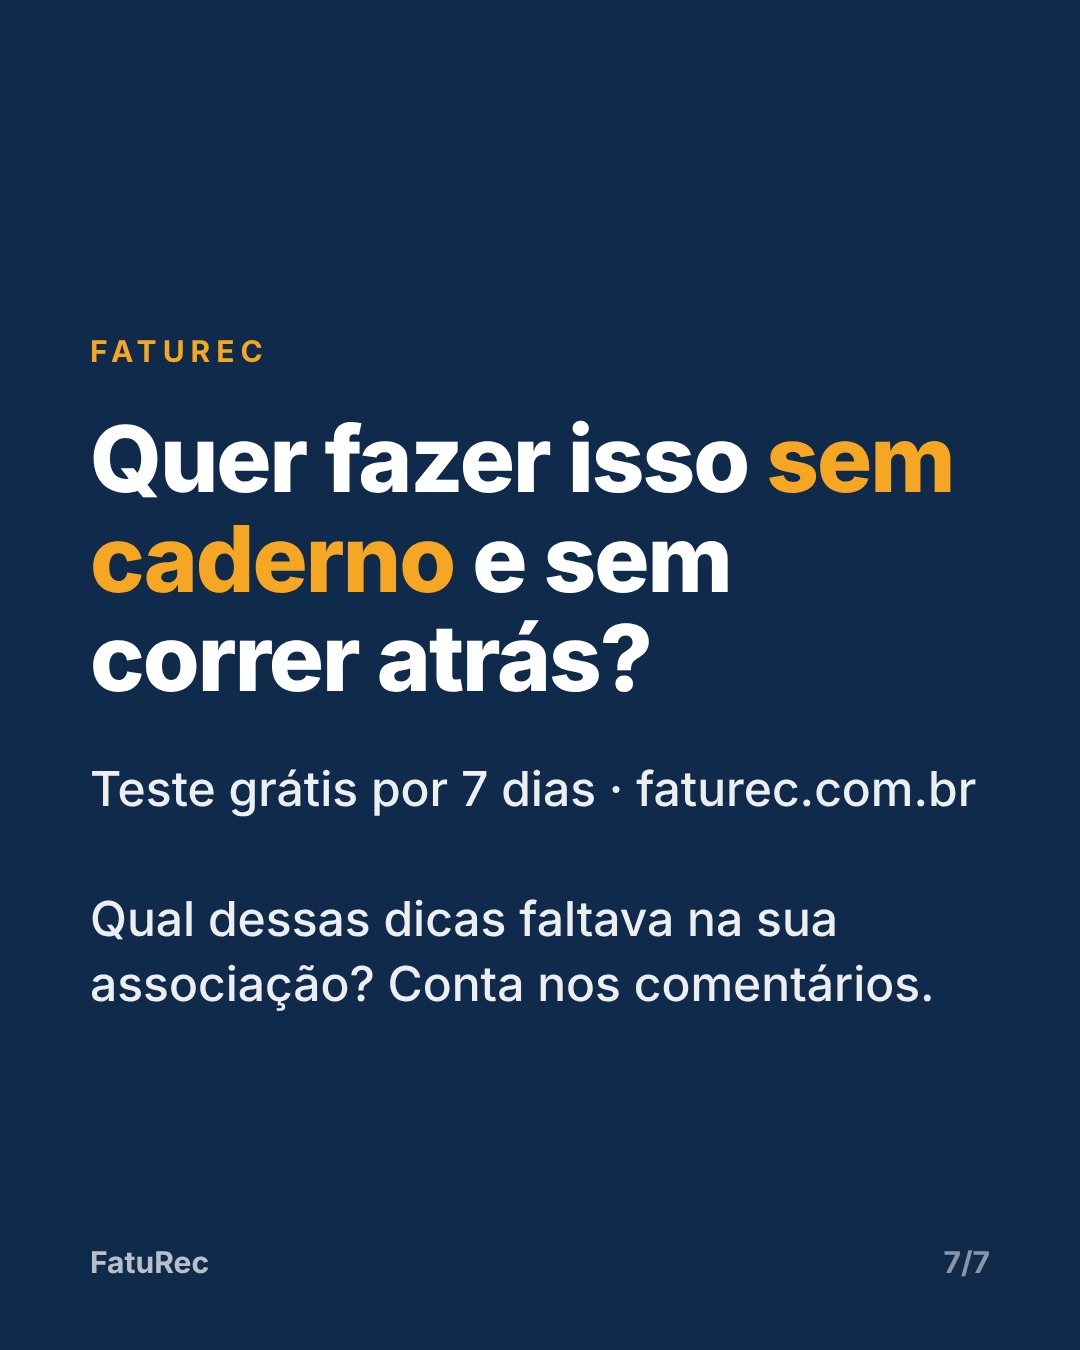 FATUREC
Quer fazer isso sem
caderno e sem
correr atrás?
Teste grátis por 7 dias · faturec.com.br
Qual dessas dicas faltava na sua
associação? Conta nos comentários.
FatuRec
7/7